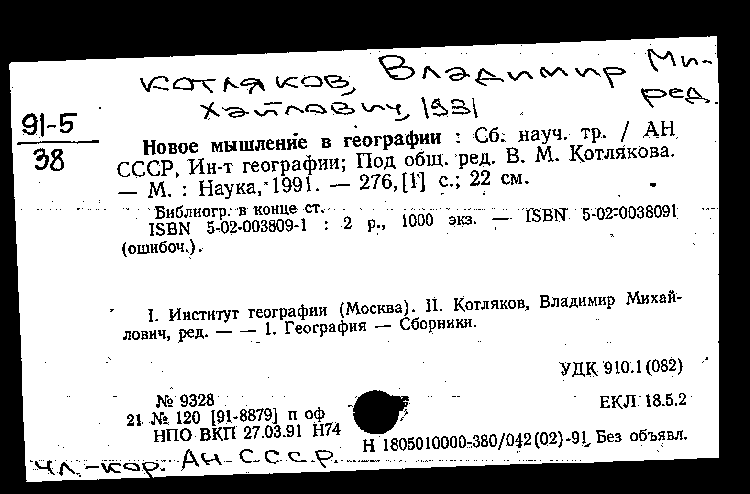 Котляков, Владимир Ми-
хайлович, 1931 ред.
91-5
38
Новое мышление в географии : Сб. науч. тр. / АН
СССР, Ин-т географии; Под общ. ред. В. М. Котлякова.
— М. : Наука, 1991. — 276, [1] с.; 22 см.
Библиогр. в конце ст.
ISBN 5-02-003809-1 : 2 р., 1000 экз. — ISBN 5-02-0038091
(ошибоч.).
I. Институт географии (Москва). II. Котляков, Владимир Михай-
лович, ред. — — 1. География — Сборники.
УДК 910.1(082)
№ 9328
ЕКЛ 18.5.2
21 № 120 [91-8879] п оф
НПО ВКП 27.03.91 Н74
Н 1805010000-380/042(02)-91 Без объявл.
чл.-кор. АН СССР